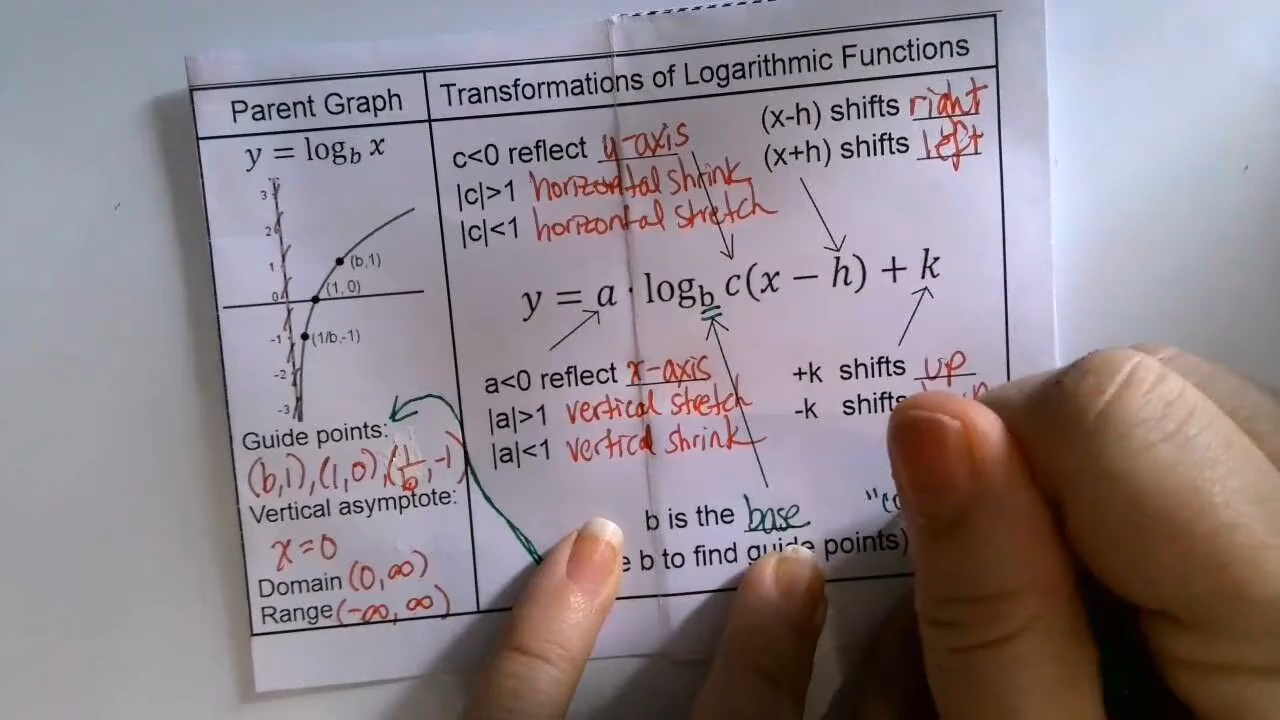 Parent Graph
y = log_b x
3
2
1
0
-1
-2
-3
(b,1)
(1, 0)
(1/b,-1)
Guide points:
(b,1), (1,0), (1/b, -1)
Vertical asymptote:
x=0
Domain (0,∞)
Range (-∞, ∞)
Transformations of Logarithmic Functions
c<0 reflect y-axis
|c|>1 horizontal shrink
|c|<1 horizontal stretch
(x-h) shifts right
(x+h) shifts left
y = a · log_b c(x − h) + k
a<0 reflect x-axis
|a|>1 vertical stretch
|a|<1 vertical shrink
+k shifts up
-k shifts
b is the base
b to find guide points)